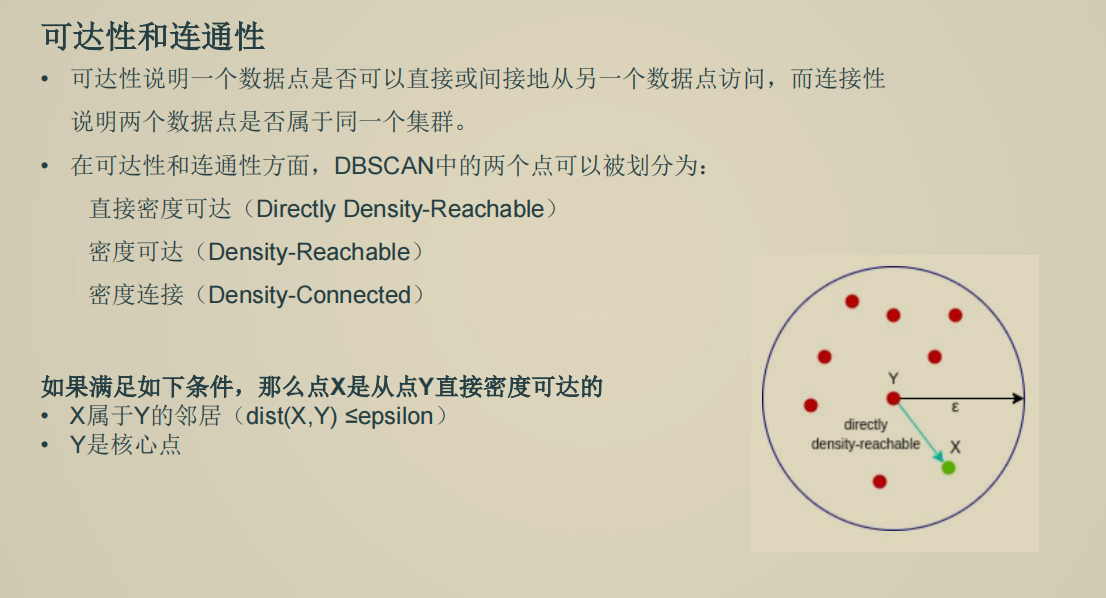 可达性和连通性
• 可达性说明一个数据点是否可以直接或间接地从另一个数据点访问，而连接性
说明两个数据点是否属于同一个集群。
• 在可达性和连通性方面，DBSCAN中的两个点可以被划分为：
直接密度可达（Directly Density-Reachable）
密度可达（Density-Reachable）
密度连接（Density-Connected）
如果满足如下条件，那么点X是从点Y直接密度可达的
• X属于Y的邻居（dist(X,Y) ≤epsilon）
• Y是核心点
Y
ε
directly
density-reachable
X